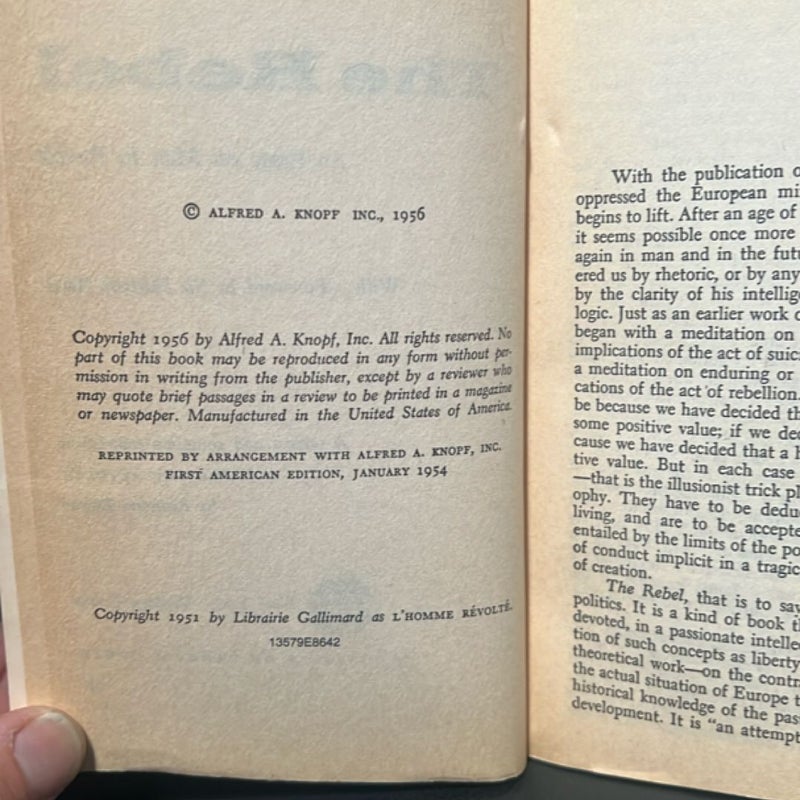 © ALFRED A. KNOPF INC., 1956
Copyright 1956 by Alfred A. Knopf, Inc. All rights reserved. No
part of this book may be reproduced in any form without per-
mission in writing from the publisher, except by a reviewer who
may quote brief passages in a review to be printed in a magazine
or newspaper. Manufactured in the United States of America.
REPRINTED BY ARRANGEMENT WITH ALFRED A. KNOPF, INC.
FIRST AMERICAN EDITION, JANUARY 1954
Copyright 1951 by Librairie Gallimard as L'HOMME RÉVOLTÉ.
13579E8642
With the publication
oppressed the European
begins to lift. After an age of
it seems possible once more
again in man and in the
ered us by rhetoric, or by any
by the clarity of his
logic. Just as an earlier work
began with a meditation on
implications of the act of
a meditation on enduring or
cations of the act of rebellion.
be because we have decided
some positive value; if we
cause we have decided that a
tive value. But in each case
—that is the illusionist trick
ophy. They have to be
living, and are to be
entailed by the limits of the
of conduct implicit in a tragic
of creation.
The Rebel, that is to
politics. It is a kind of book
devoted, in a passionate
tion of such concepts as liberty
theoretical work—on the
the actual situation of Europe
historical knowledge of the
development. It is "an attempt